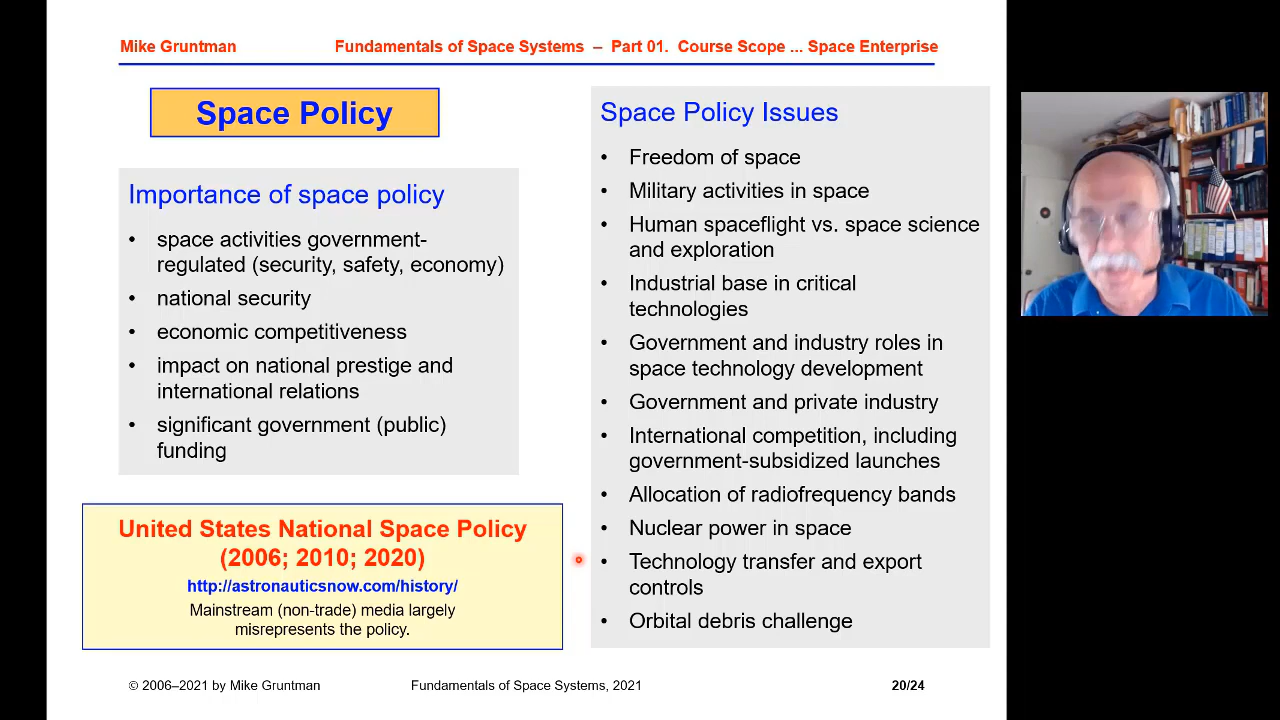 Mike Gruntman
Fundamentals of Space Systems – Part 01. Course Scope ... Space Enterprise
Space Policy
Importance of space policy
• space activities government-
regulated (security, safety, economy)
• national security
• economic competitiveness
• impact on national prestige and
international relations
• significant government (public)
funding
United States National Space Policy
(2006; 2010; 2020)
http://astronauticsnow.com/history/
Mainstream (non-trade) media largely
misrepresents the policy.
Space Policy Issues
• Freedom of space
• Military activities in space
• Human spaceflight vs. space science
and exploration
• Industrial base in critical
technologies
• Government and industry roles in
space technology development
• Government and private industry
• International competition, including
government-subsidized launches
• Allocation of radiofrequency bands
• Nuclear power in space
• Technology transfer and export
controls
• Orbital debris challenge
© 2006–2021 by Mike Gruntman
Fundamentals of Space Systems, 2021
20/24